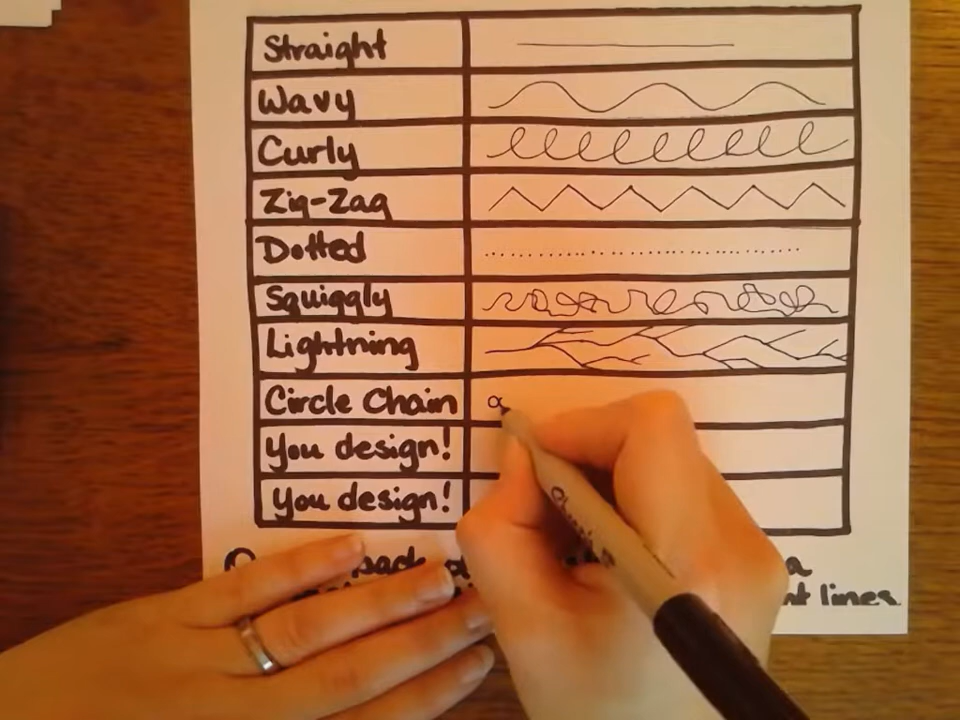 Straight
Wavy
Curly
Zig-Zag
Dotted
Squiggly
Lightning
Circle Chain
You design!
You design!
a
lines